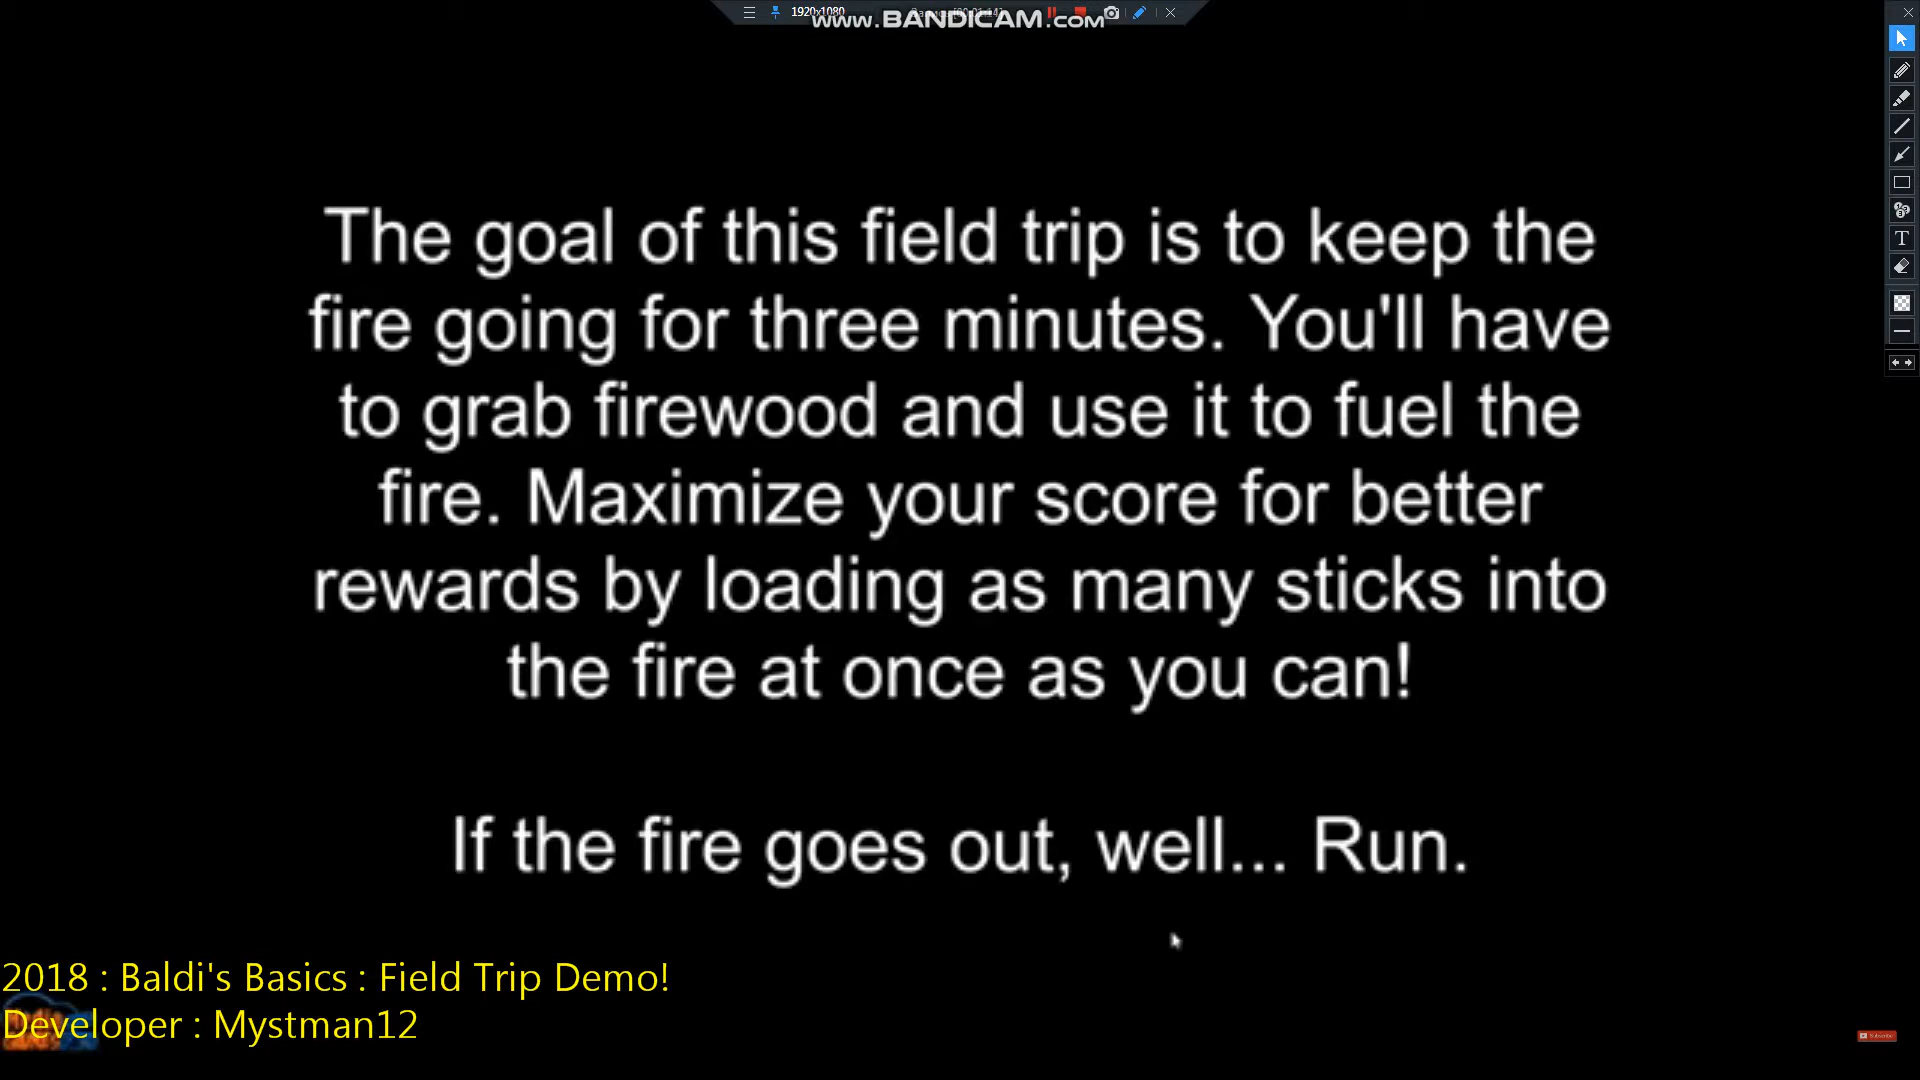 1920x1080
WWW.BANDICAM.COM
The goal of this field trip is to keep the
fire going for three minutes. You'll have
to grab firewood and use it to fuel the
fire. Maximize your score for better
rewards by loading as many sticks into
the fire at once as you can!
If the fire goes out, well... Run.
2018 : Baldi's Basics : Field Trip Demo!
Developer : Mystman12